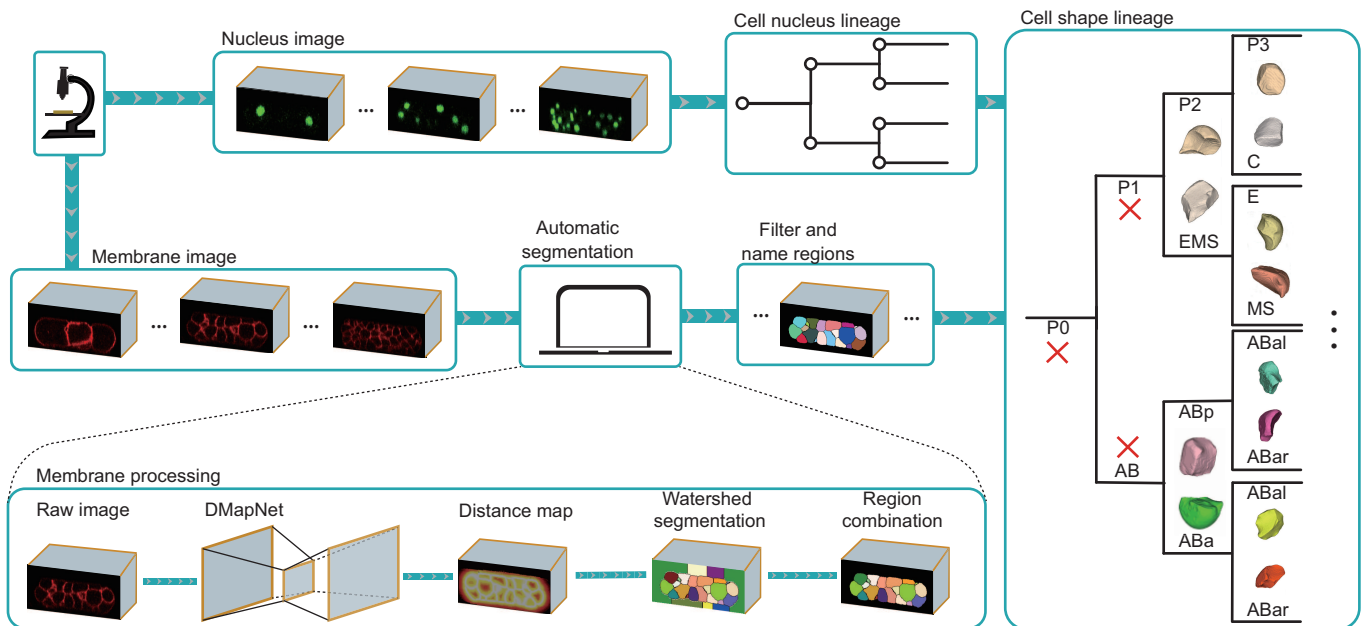 Nucleus image
...
...
Cell nucleus lineage
Cell shape lineage
P3
P2
C
P1
E
EMS
MS
P0
ABal
ABp
ABar
AB
ABal
ABa
ABar
Membrane image
...
...
Automatic
segmentation
Filter and
name regions
...
...
Membrane processing
Raw image
DMapNet
Distance map
Watershed
segmentation
Region
combination